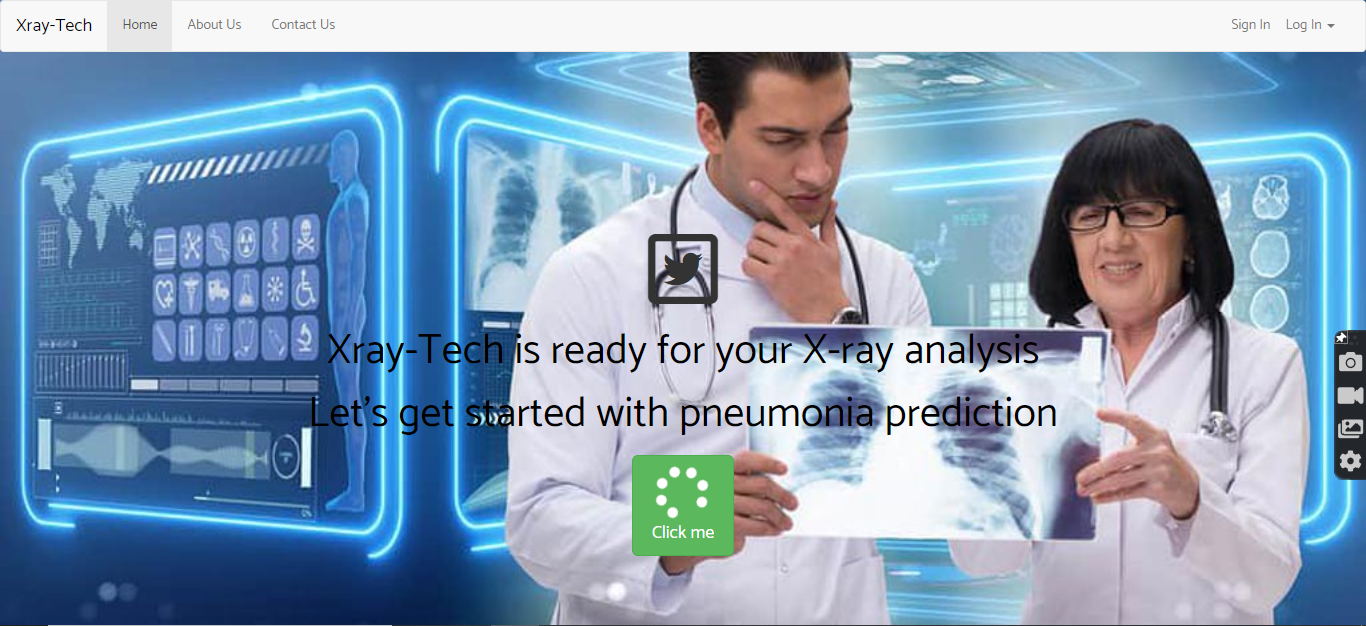 Xray-Tech Home About Us Contact Us Sign In Log In
Xray-Tech is ready for your X-ray analysis
Let's get started with pneumonia prediction
Click me